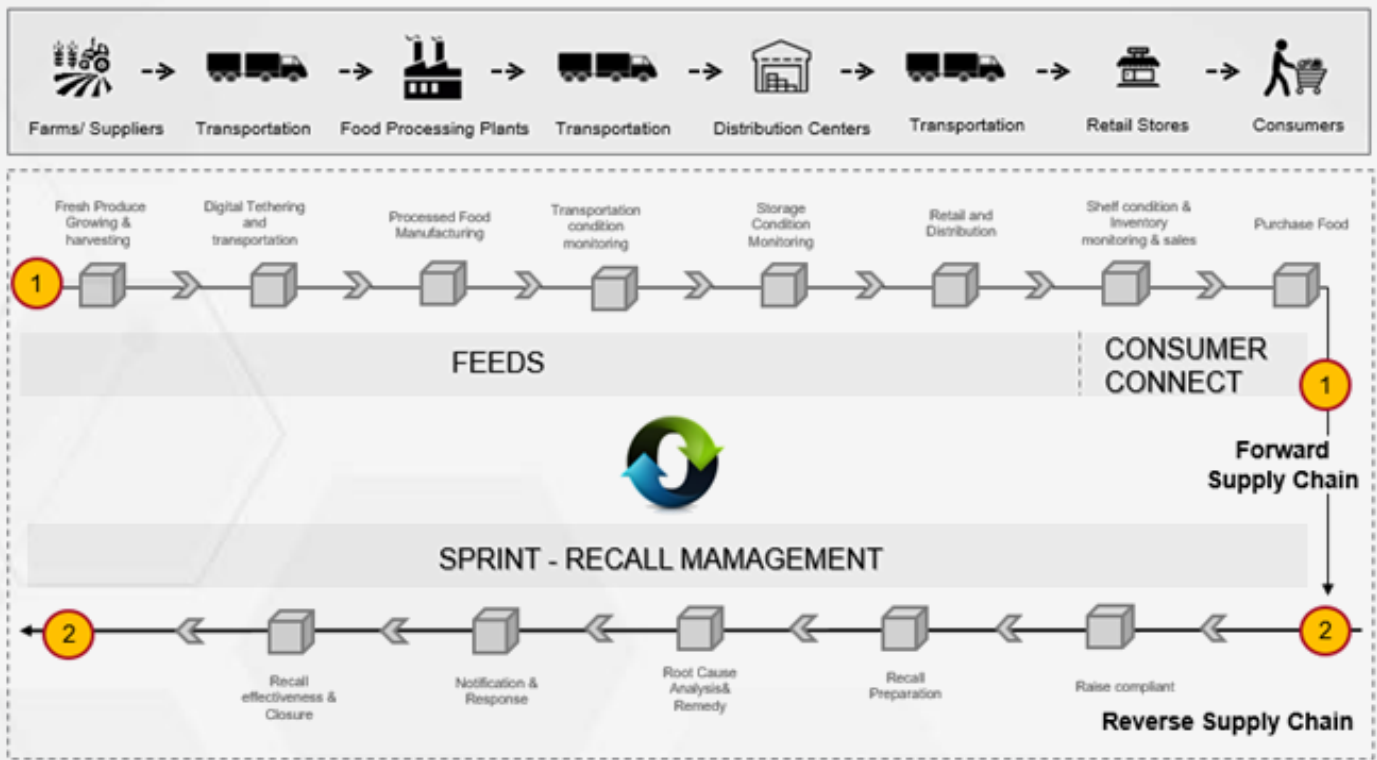 Farms/ Suppliers
Transportation
Food Processing Plants
Transportation
Distribution Centers
Transportation
Retail Stores
Consumers
Fresh Produce
Growing &
harvesting
Digital Tethering
and
transportation
Processed Food
Manufacturing
Transportation
condition
monitoring
Storage
Condition
Monitoring
Retail and
Distribution
Shelf condition &
Inventory
monitoring & sales
Purchase Food
1
FEEDS
CONSUMER
CONNECT
1
Forward
Supply Chain
SPRINT - RECALL MAMAGEMENT
2
2
Recall
effectiveness &
Closure
Notification &
Response
Root Cause
Analysis&
Remedy
Recall
Preparation
Raise compliant
Reverse Supply Chain